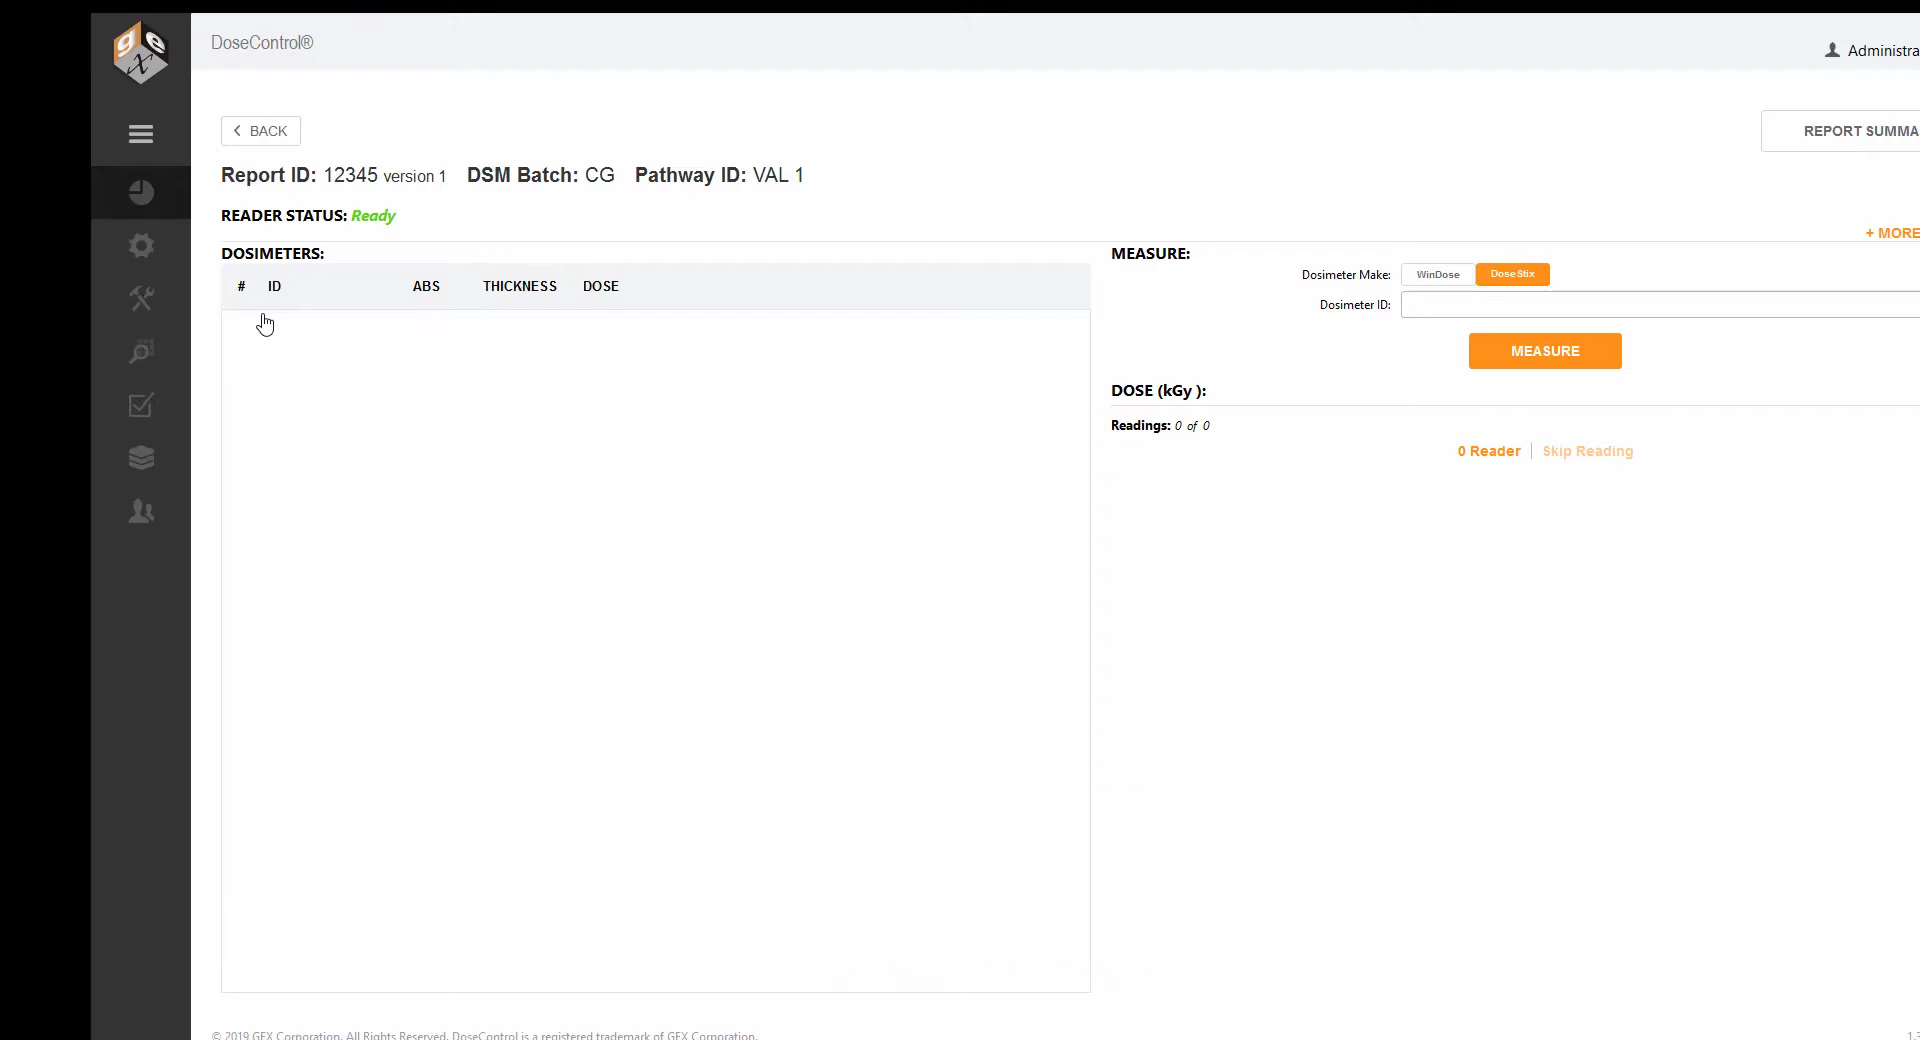 gex
DoseControl®
Administra
BACK
REPORT SUMMA
Report ID: 12345 version 1 DSM Batch: CG Pathway ID: VAL 1
READER STATUS: Ready
+ MORE
DOSIMETERS:
MEASURE:
# ID ABS THICKNESS DOSE
Dosimeter Make: WinDose DoseStix
Dosimeter ID:
MEASURE
DOSE (kGy ):
Readings: 0 of 0
0 Reader Skip Reading
© 2019 GEX Corporation. All Rights Reserved. DoseControl is a registered trademark of GEX Corporation.